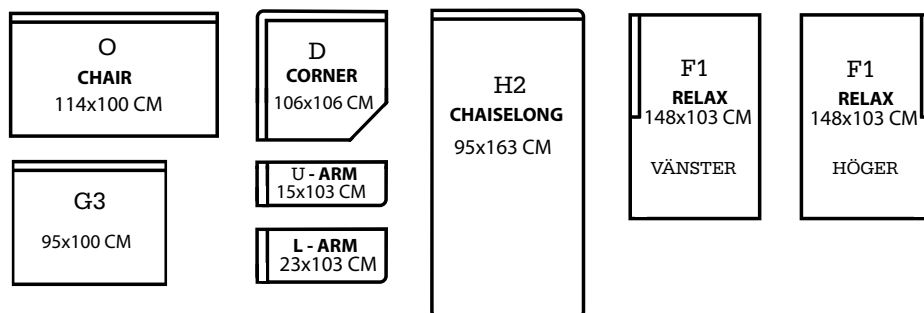 O
CHAIR
114x100 CM
G3
95x100 CM
D
CORNER
106x106 CM
U - ARM
15x103 CM
L - ARM
23x103 CM
H2
CHAISELONG
95x163 CM
F1
RELAX
148x103 CM
VÄNSTER
F1
RELAX
148x103 CM
HÖGER